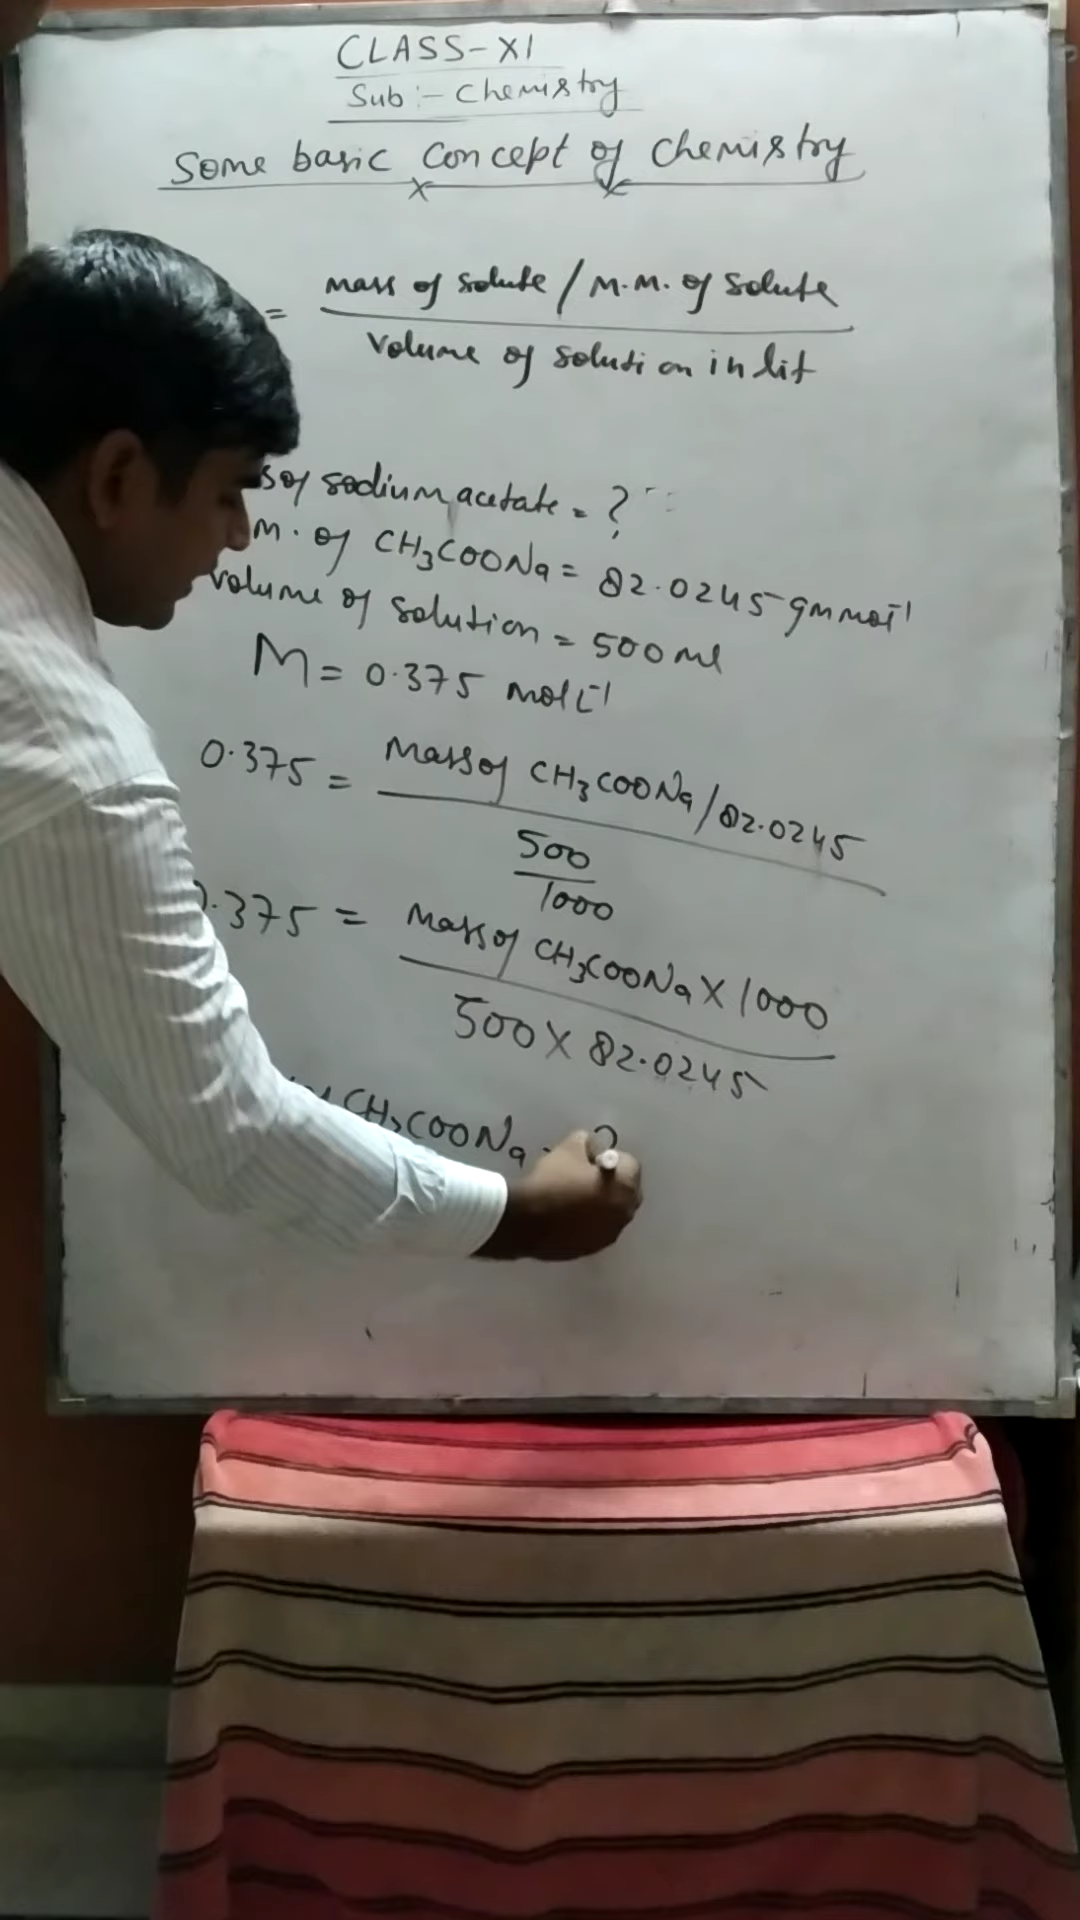 CLASS-XI
Sub:- Chemistry
Some basic concept of chemistry
= mass of solute / M.M. of solute
volume of solution in lit
s of sodium acetate = ?
M. of CH₃COONa = 82.0245 gm mol⁻¹
volume of solution = 500 ml
M = 0.375 mol L⁻¹
0.375 = Mass of CH₃COONa / 82.0245
500
1000
.375 = Mass of CH₃COONa X 1000
500 X 82.0245
CH₃COONa